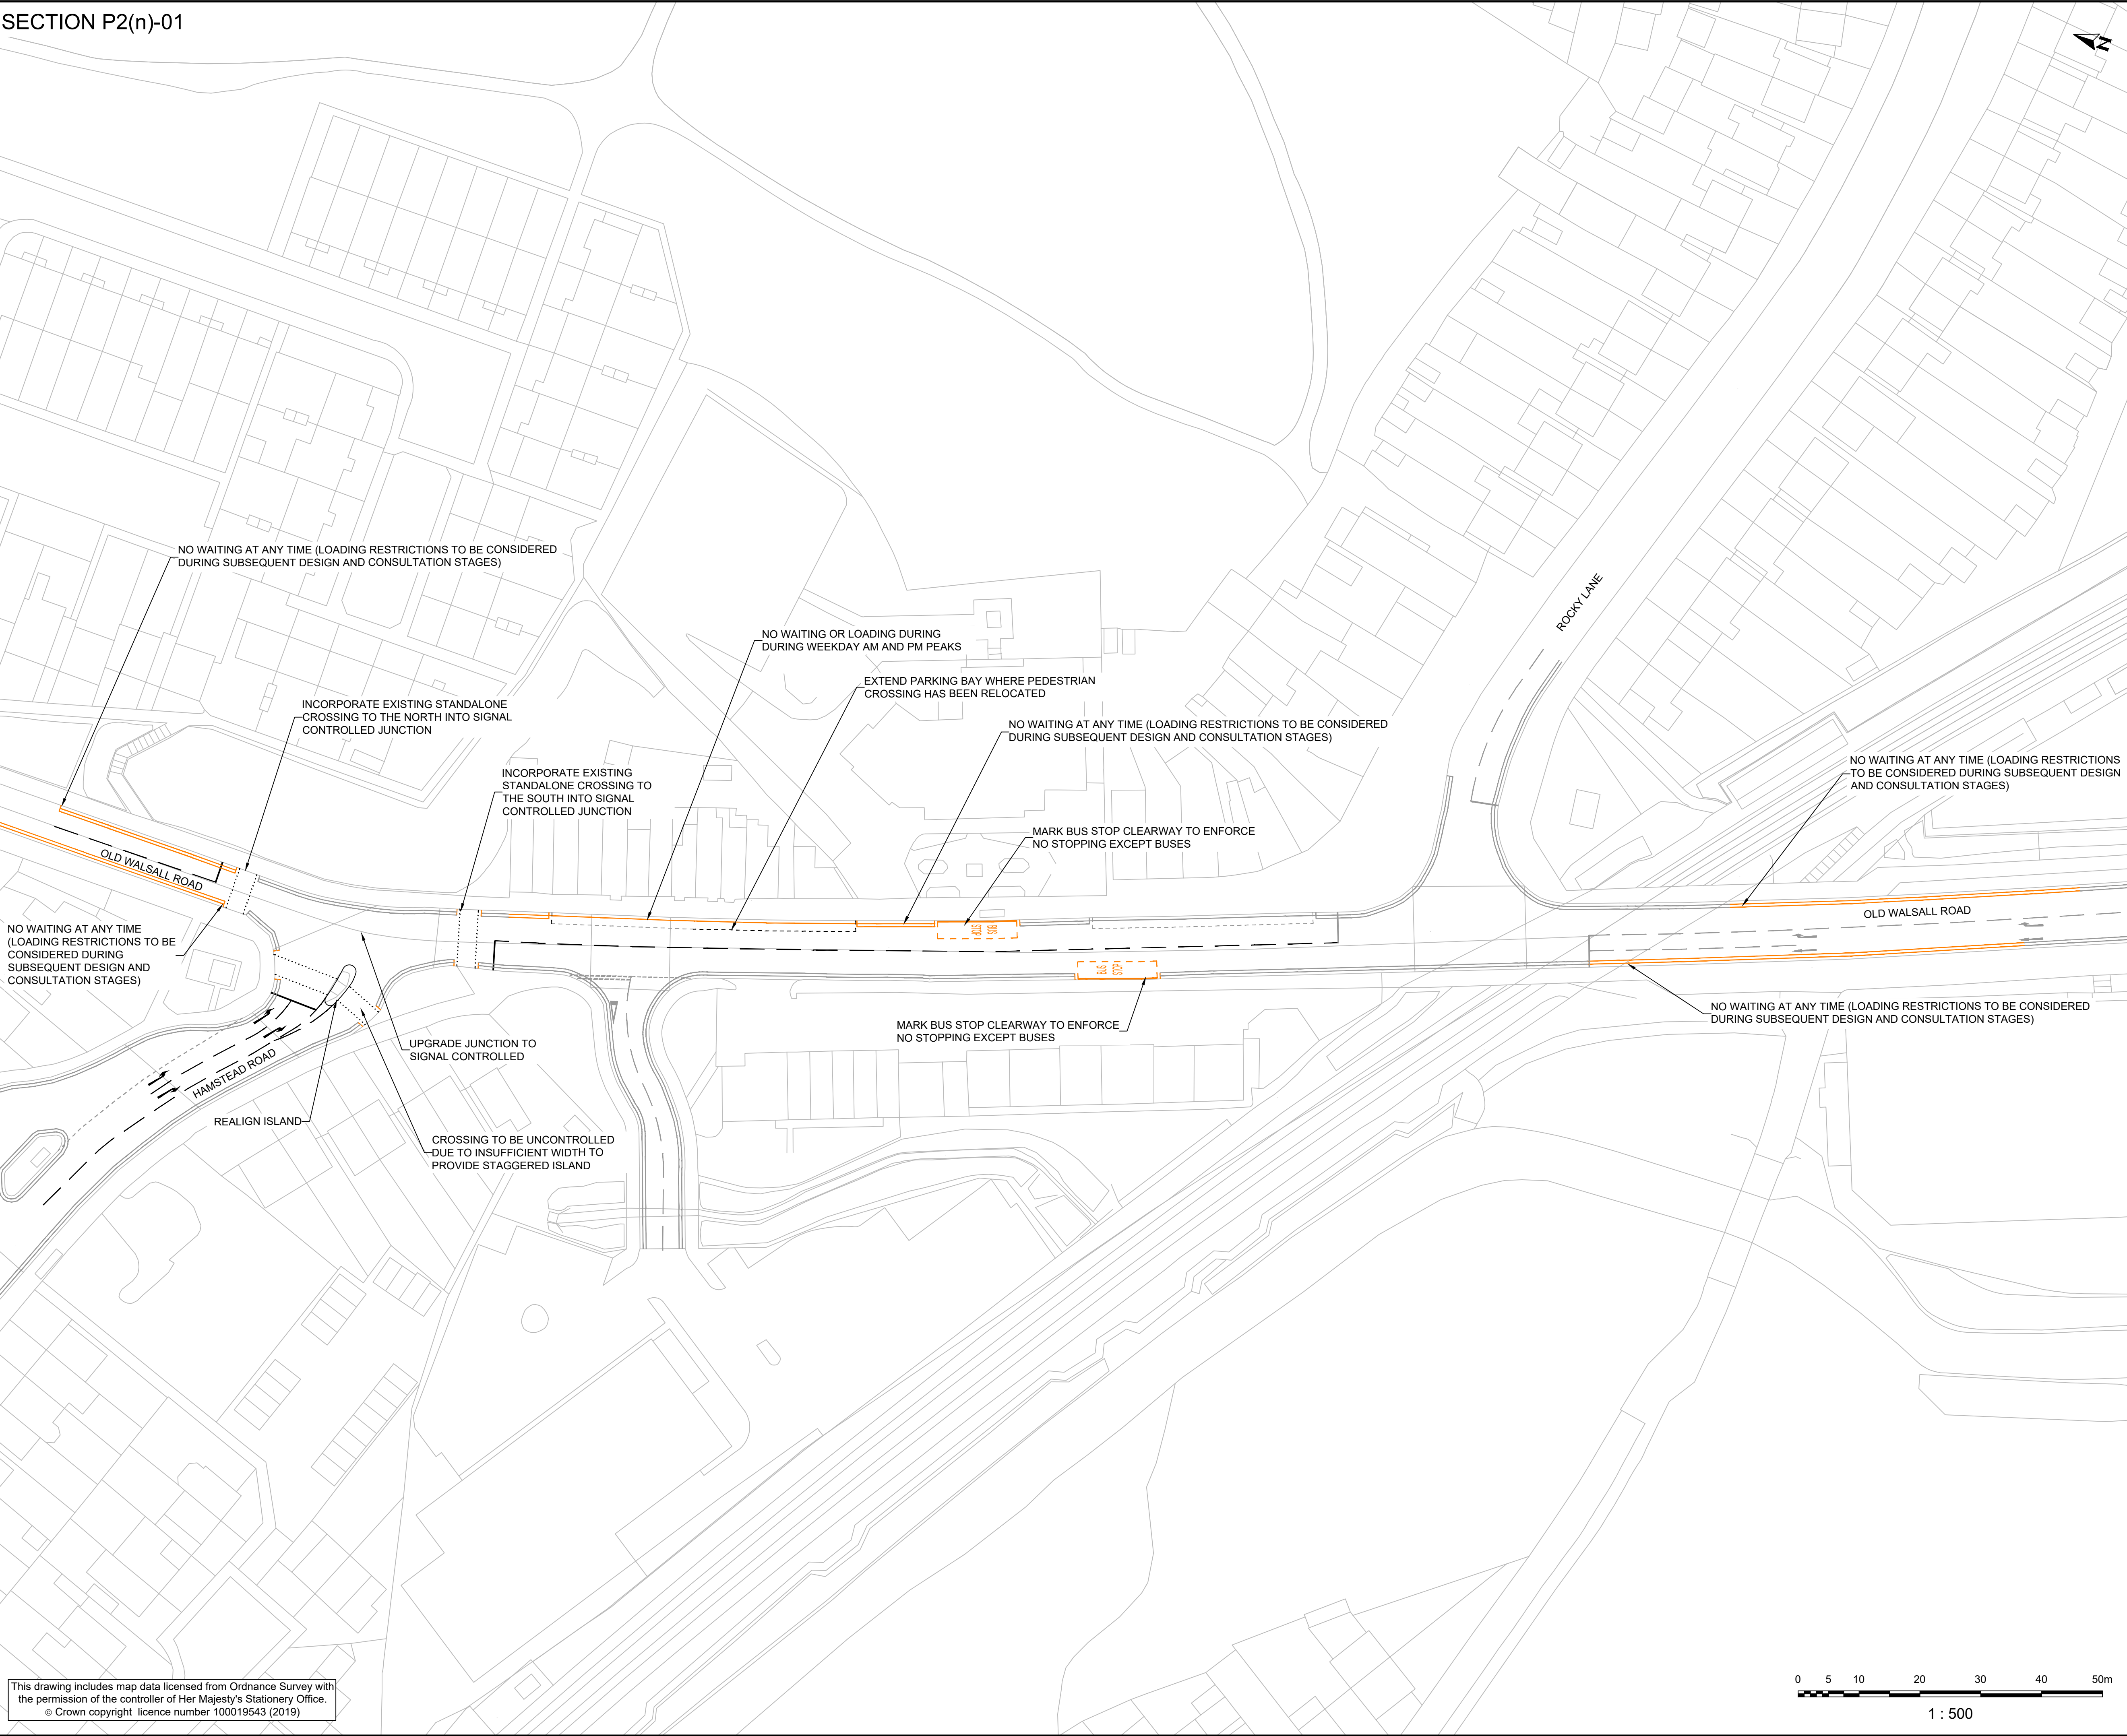 SECTION P2(n)-01
N
NO WAITING AT ANY TIME (LOADING RESTRICTIONS TO BE CONSIDERED
DURING SUBSEQUENT DESIGN AND CONSULTATION STAGES)
NO WAITING OR LOADING DURING
DURING WEEKDAY AM AND PM PEAKS
EXTEND PARKING BAY WHERE PEDESTRIAN
CROSSING HAS BEEN RELOCATED
INCORPORATE EXISTING STANDALONE
CROSSING TO THE NORTH INTO SIGNAL
CONTROLLED JUNCTION
NO WAITING AT ANY TIME (LOADING RESTRICTIONS TO BE CONSIDERED
DURING SUBSEQUENT DESIGN AND CONSULTATION STAGES)
ROCKY LANE
INCORPORATE EXISTING
STANDALONE CROSSING TO
THE SOUTH INTO SIGNAL
CONTROLLED JUNCTION
NO WAITING AT ANY TIME (LOADING RESTRICTIONS
TO BE CONSIDERED DURING SUBSEQUENT DESIGN
AND CONSULTATION STAGES)
MARK BUS STOP CLEARWAY TO ENFORCE
NO STOPPING EXCEPT BUSES
OLD WALSALL ROAD
OLD WALSALL ROAD
BUS
STOP
NO WAITING AT ANY TIME
(LOADING RESTRICTIONS TO BE
CONSIDERED DURING
SUBSEQUENT DESIGN AND
CONSULTATION STAGES)
BUS
STOP
NO WAITING AT ANY TIME (LOADING RESTRICTIONS TO BE CONSIDERED
DURING SUBSEQUENT DESIGN AND CONSULTATION STAGES)
MARK BUS STOP CLEARWAY TO ENFORCE
NO STOPPING EXCEPT BUSES
UPGRADE JUNCTION TO
SIGNAL CONTROLLED
HAMSTEAD ROAD
REALIGN ISLAND
CROSSING TO BE UNCONTROLLED
DUE TO INSUFFICIENT WIDTH TO
PROVIDE STAGGERED ISLAND
This drawing includes map data licensed from Ordnance Survey with
the permission of the controller of Her Majesty's Stationery Office.
© Crown copyright licence number 100019543 (2019)
0 5 10 20 30 40 50m
1 : 500